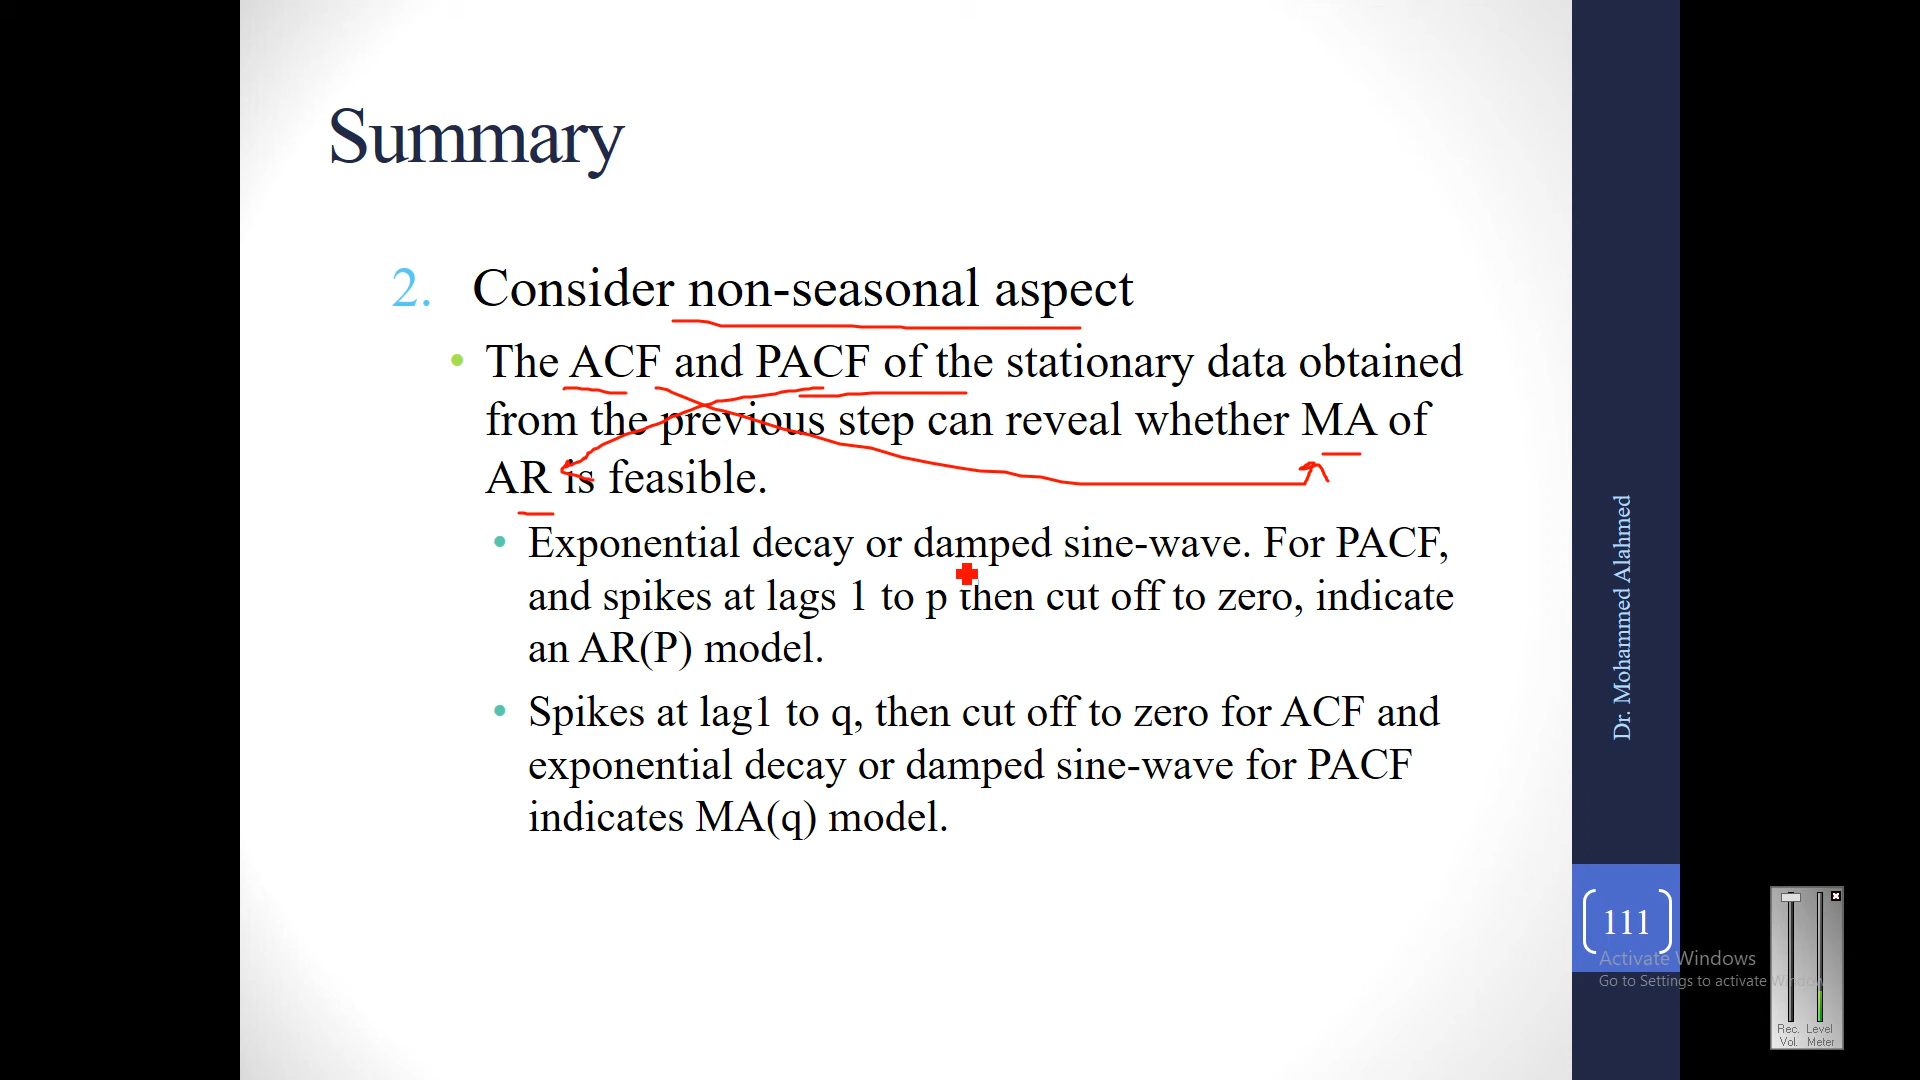 Summary
2. Consider non-seasonal aspect
• The ACF and PACF of the stationary data obtained
from the previous step can reveal whether MA of
AR is feasible.
• Exponential decay or damped sine-wave. For PACF,
and spikes at lags 1 to p then cut off to zero, indicate
an AR(P) model.
• Spikes at lag1 to q, then cut off to zero for ACF and
exponential decay or damped sine-wave for PACF
indicates MA(q) model.
Dr. Mohammed Alahmed
111
Activate Windows
Go to Settings to activate Windows
Rec. Level
Vol. Meter